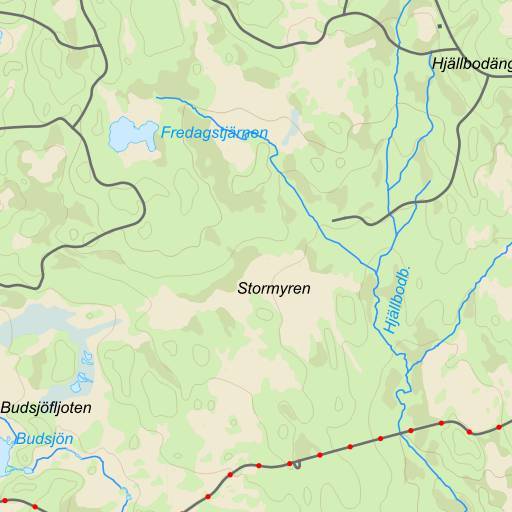 Hjällbodäng
Fredagstjärnen
Stormyren
Hjällbodb.
Budsjöfljoten
Budsjön